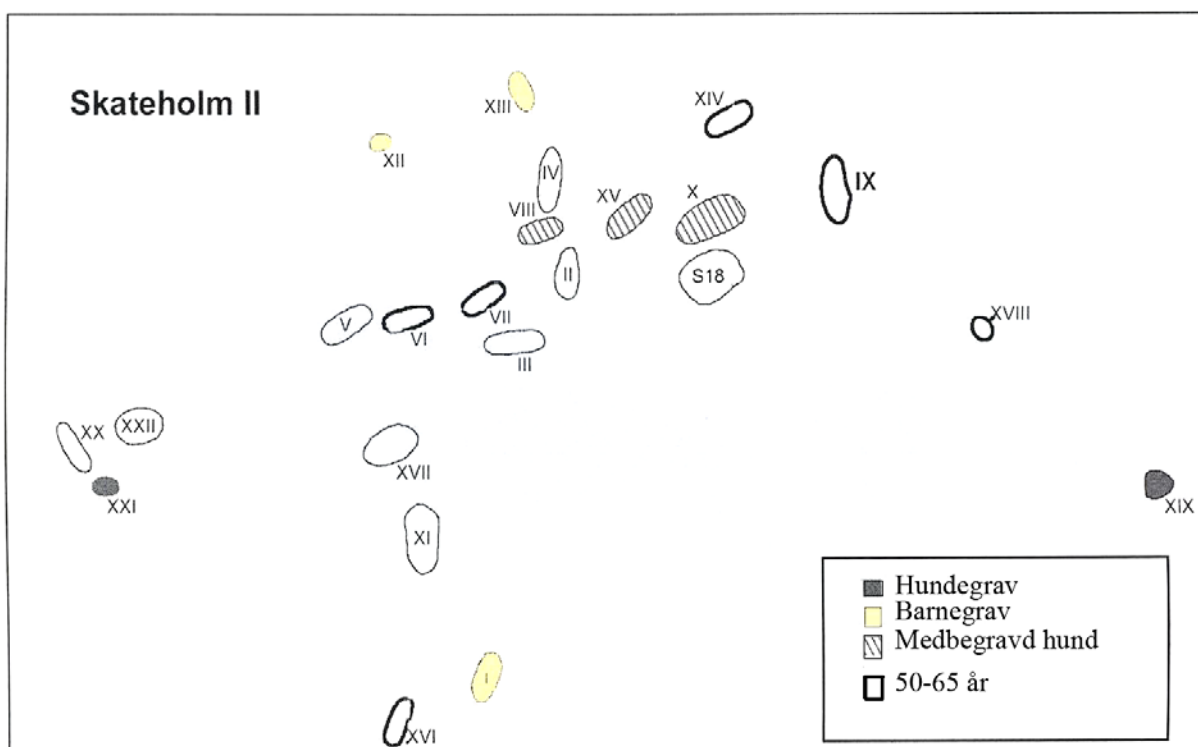 Skateholm II
XIII
XIV
XII
IV
XV
X
IX
VIII
II
S18
V
VI
VII
III
XVIII
XX
XXII
XXI
XVII
XIX
XI
I
XVI
Hundegrav
Barnegrav
Medbegravd hund
50-65 år